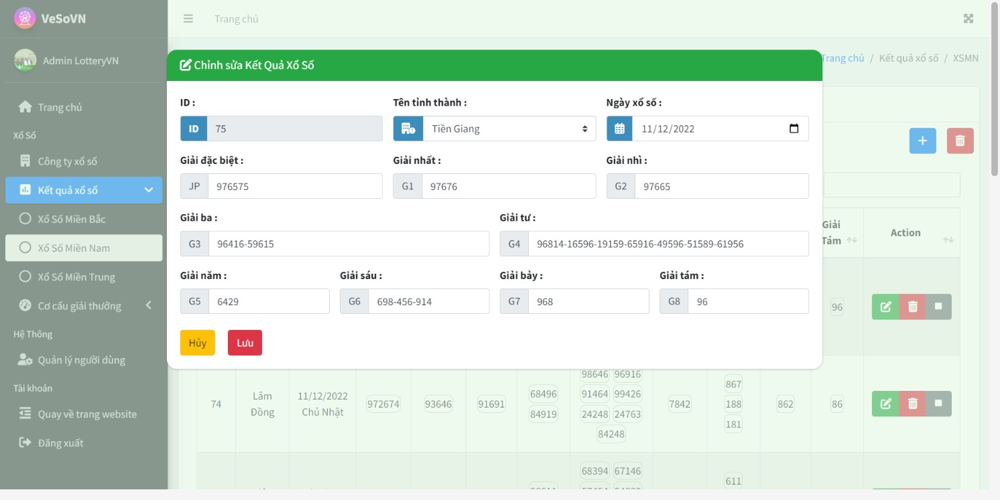 VeSoVN
Trang chủ
Admin LotteryVN
Trang chủ / Kết quả xổ số / XSMN
Chỉnh sửa Kết Quả Xổ Số
ID :
Tên tỉnh thành :
Ngày xổ số :
ID
75
Tiền Giang
11/12/2022
Giải đặc biệt :
Giải nhất :
Giải nhì :
JP
976575
G1
97676
G2
97665
Giải ba :
Giải tư :
G3
96416-59615
G4
96814-16596-19159-65916-49596-51589-61956
Giải năm :
Giải sáu :
Giải bảy :
Giải tám :
G5
6429
G6
698-456-914
G7
968
G8
96
Hủy
Lưu
Trang chủ
Xổ Số
Công ty xổ số
Kết quả xổ số
Xổ Số Miền Bắc
Xổ Số Miền Nam
Xổ Số Miền Trung
Cơ cấu giải thưởng
Hệ Thông
Quản lý người dùng
Tài khoản
Quay về trang website
Đăng xuất
Giải
Tám
Action
96
74
Lâm
Đồng
11/12/2022
Chủ Nhật
972674
93646
91691
68496
84919
98646 96916
91464 99426
24248 24763
84248
7842
867
188
181
862
86
68394 67146
611